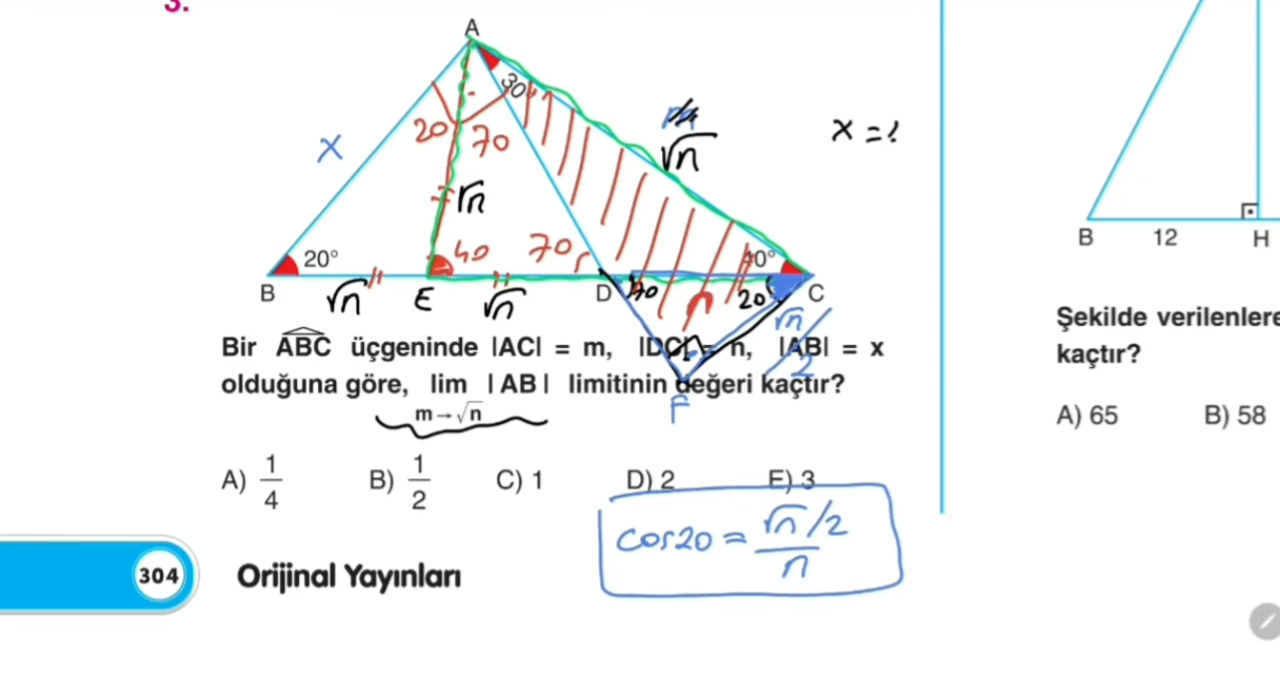 3.
A
30
20
70
x
√n
√n
x = ?
20°
40
70
40°
B
√n
E
√n
D
70
n
20
C
√n/2
F
Bir ABC üçgeninde |AC| = m, |DC| = n, |AB| = x
olduğuna göre, lim |AB| limitinin değeri kaçtır?
m→√n
A) 1/4 B) 1/2 C) 1 D) 2 E) 3
cos20 = √n/2 / n
304 Orijinal Yayınları
B 12 H
Şekilde verilenlere
kaçtır?
A) 65 B) 58